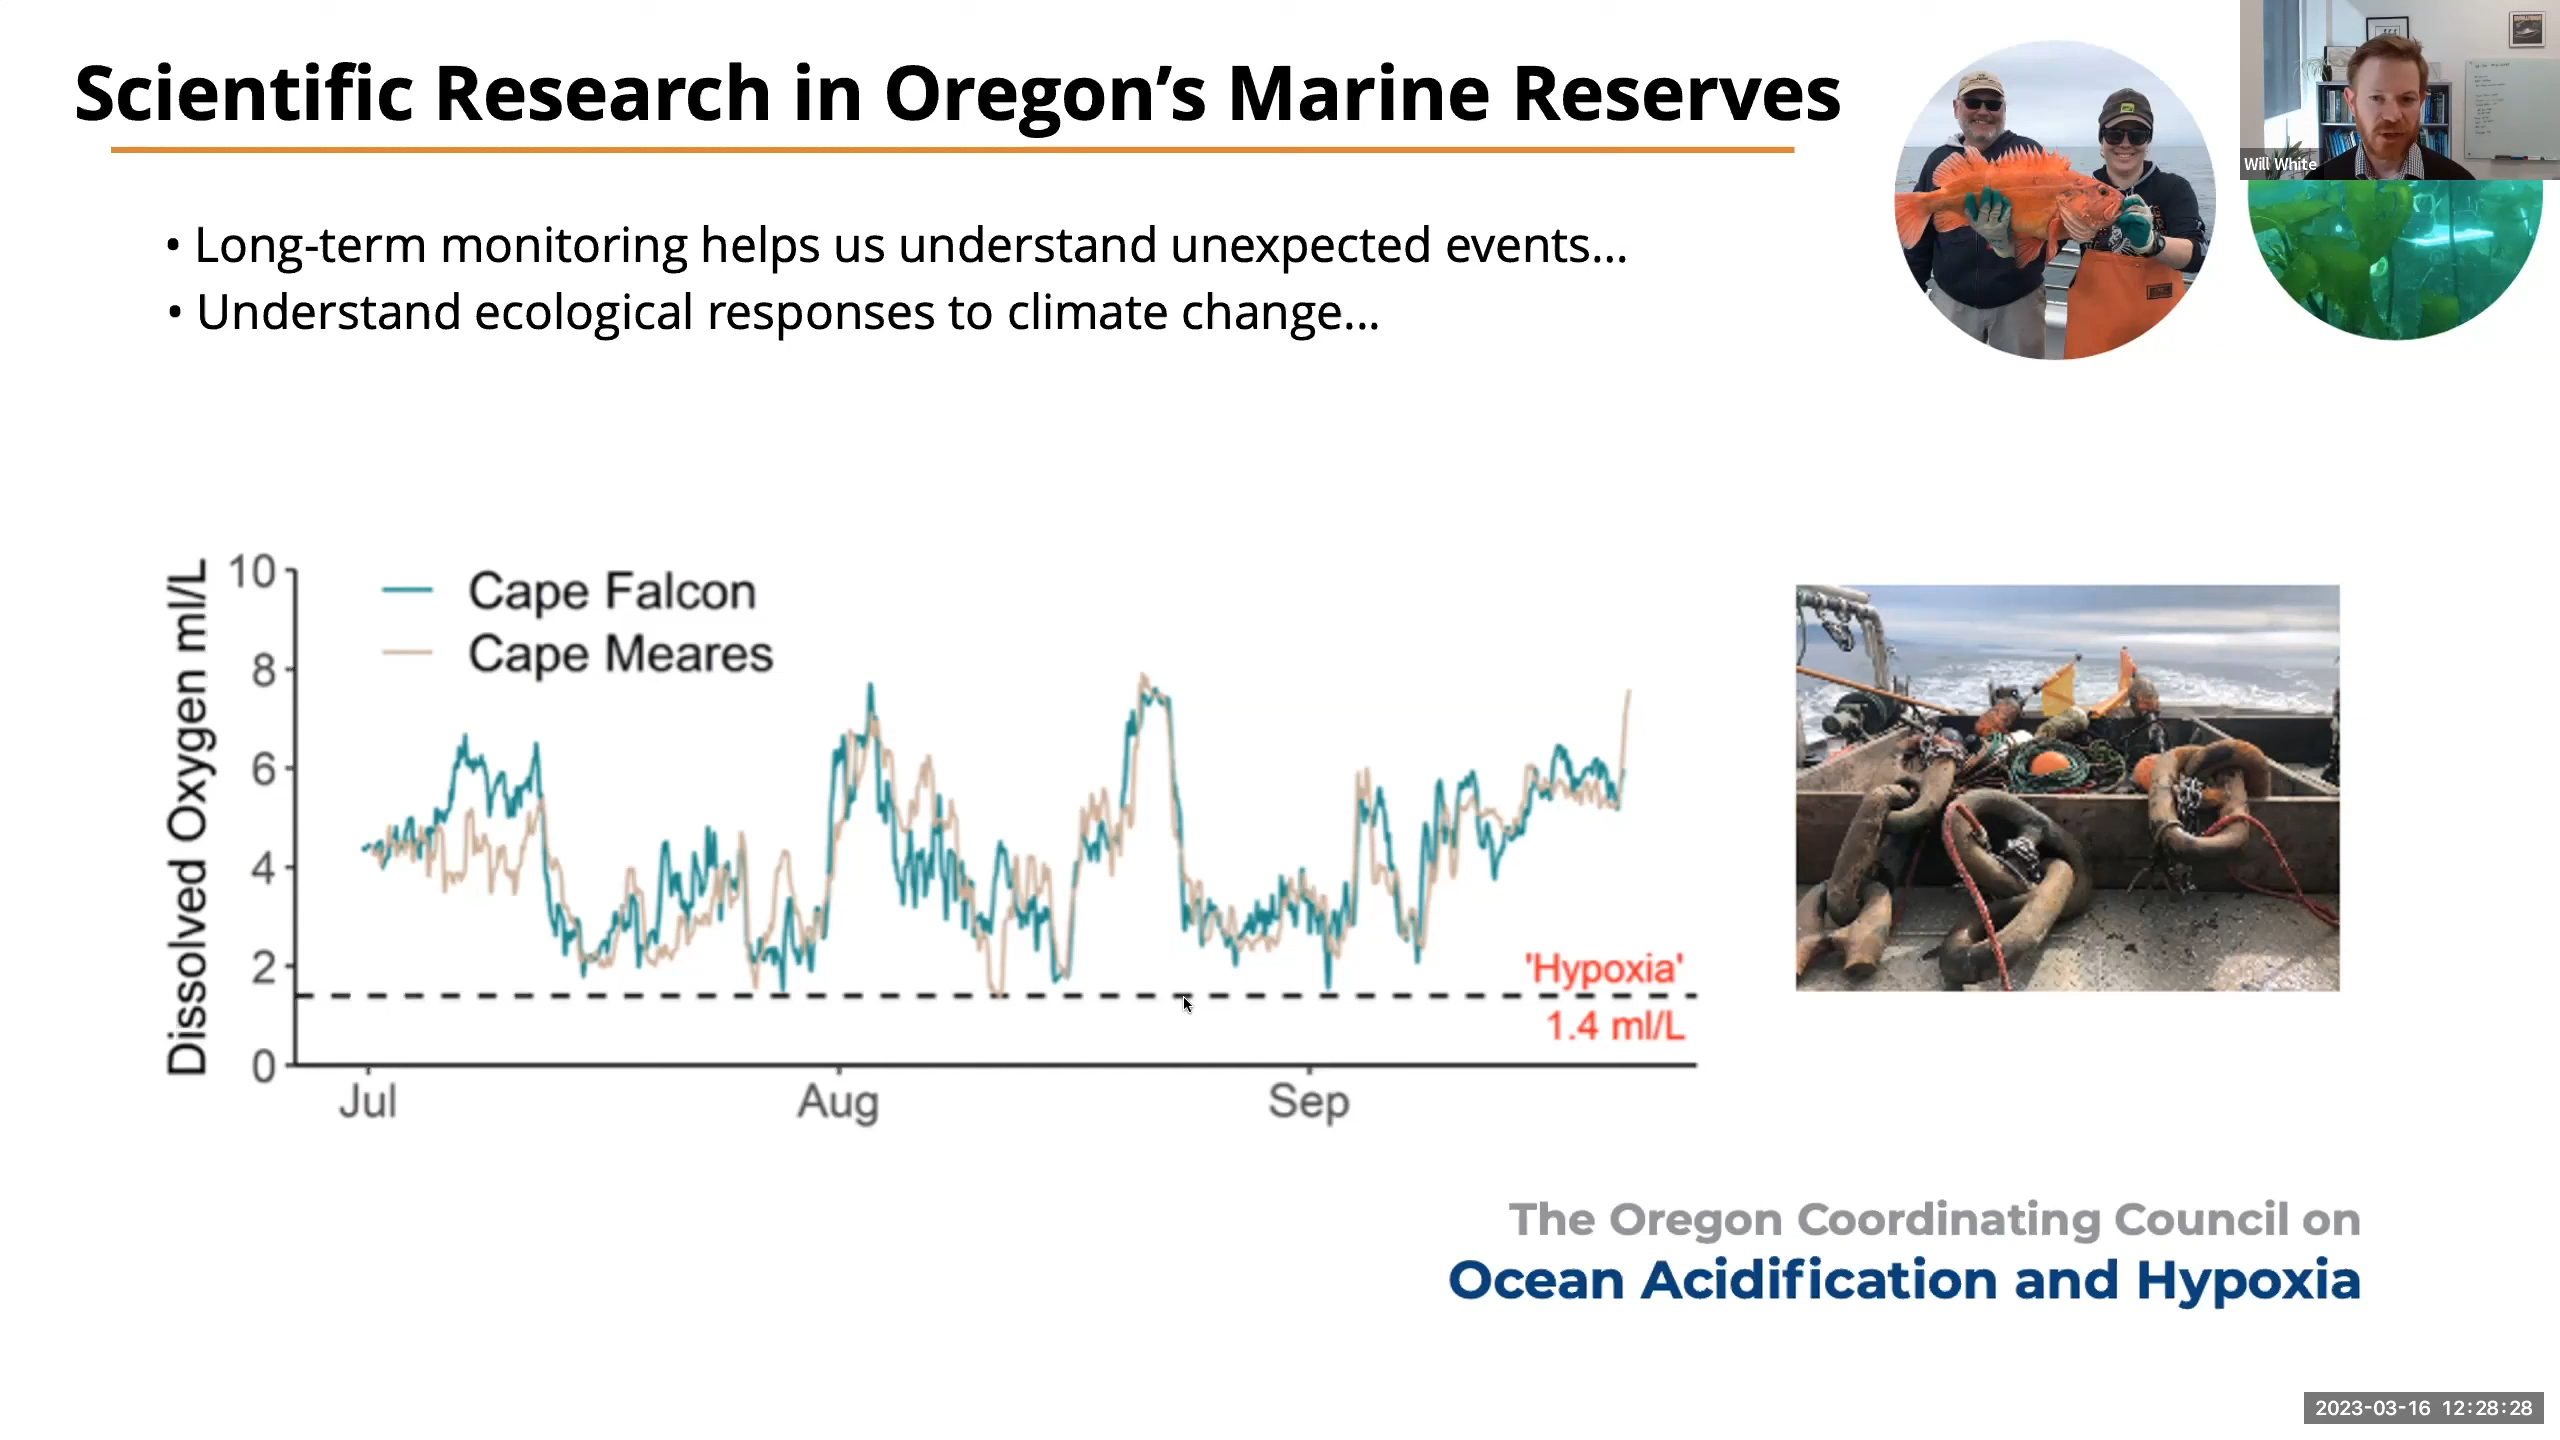 Scientific Research in Oregon’s Marine Reserves
Will White
• Long-term monitoring helps us understand unexpected events...
• Understand ecological responses to climate change...
Dissolved Oxygen ml/L
10
8
6
4
2
0
Cape Falcon
Cape Meares
'Hypoxia'
1.4 ml/L
Jul
Aug
Sep
The Oregon Coordinating Council on
Ocean Acidification and Hypoxia
2023-03-16 12:28:28